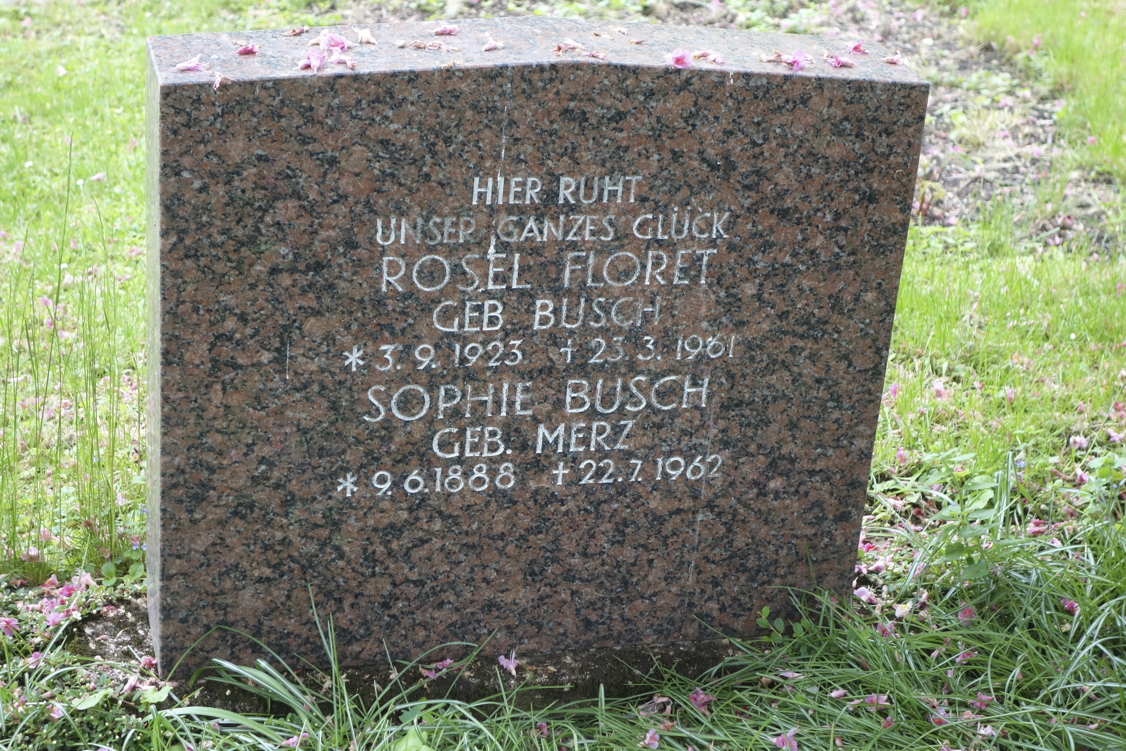 HIER RUHT
UNSER GANZES GLÜCK
ROSEL FLORET
GEB BUSCH
* 3. 9. 1923 ✝ 23. 3. 1961
SOPHIE BUSCH
GEB. MERZ
* 9. 6. 1888 ✝ 22. 7. 1962